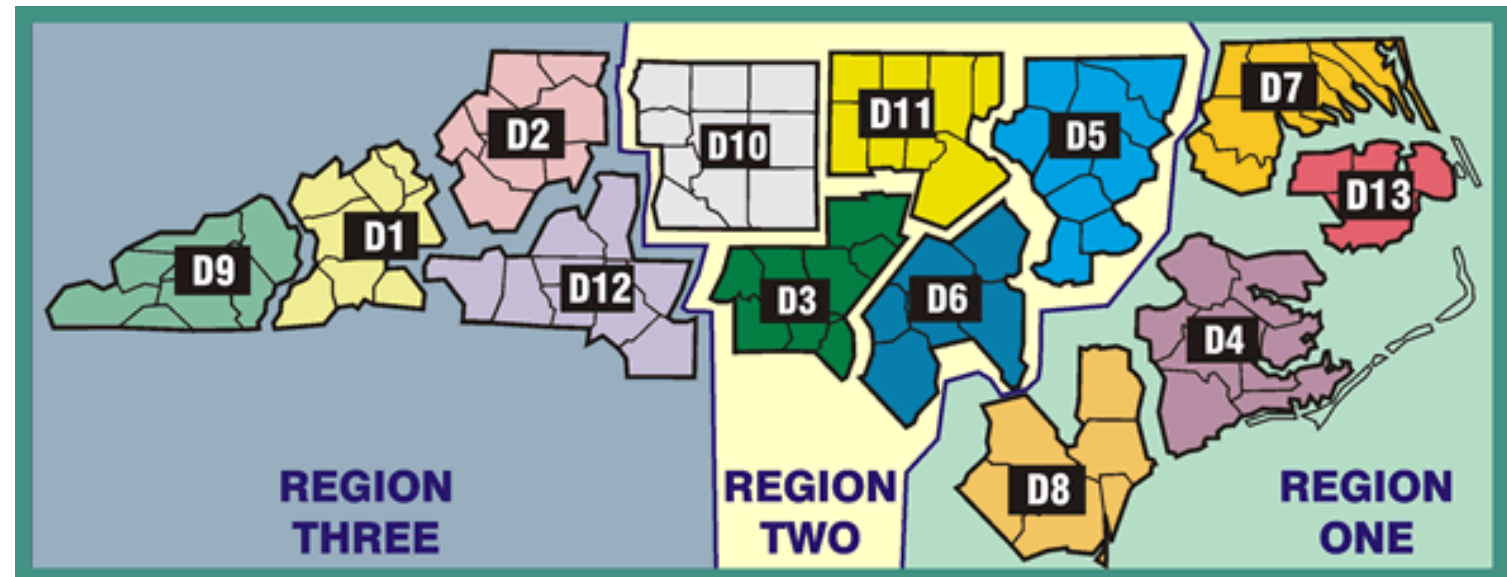 D7
D11
D2
D5
D10
D13
D1
D9
D12
D3
D6
D4
D8
REGION
THREE
REGION
TWO
REGION
ONE